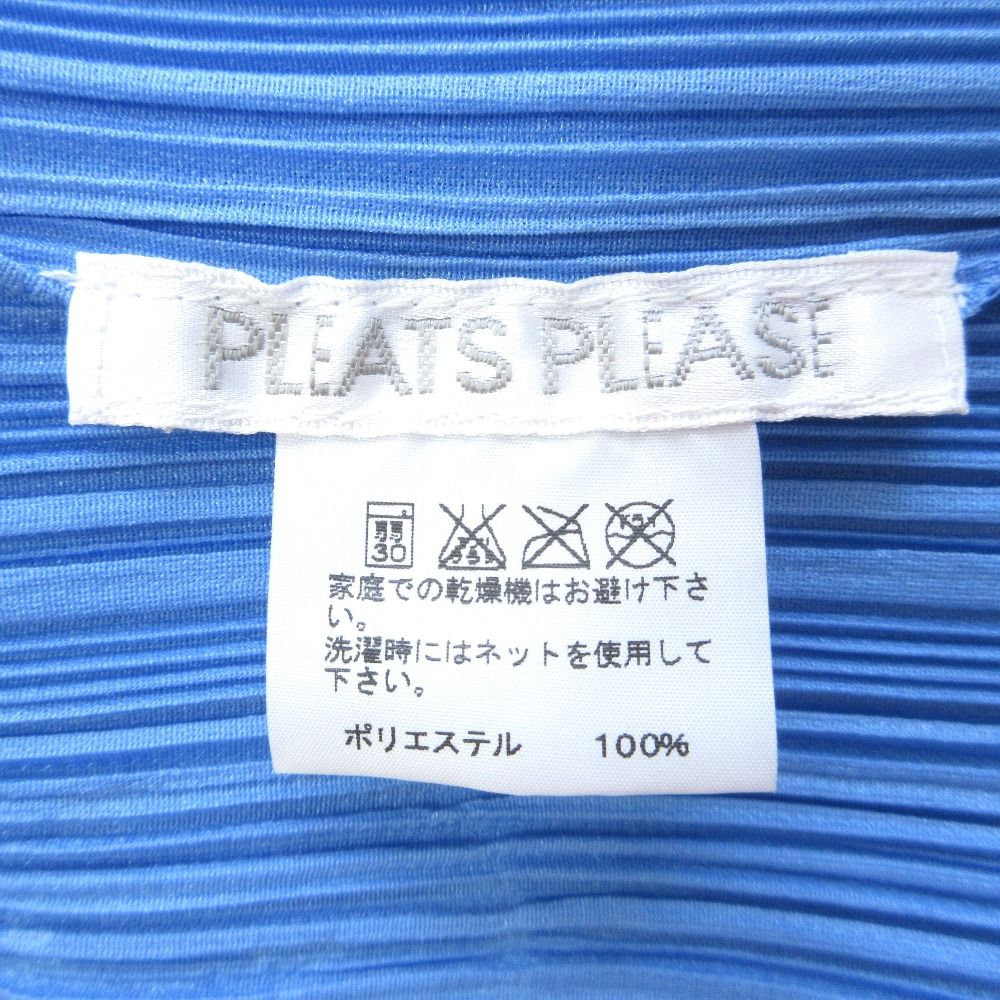 PLEATS PLEASE
弱
30
家庭での乾燥機はお避け下さ
い。
洗濯時にはネットを使用して
下さい。
ポリエステル 100%